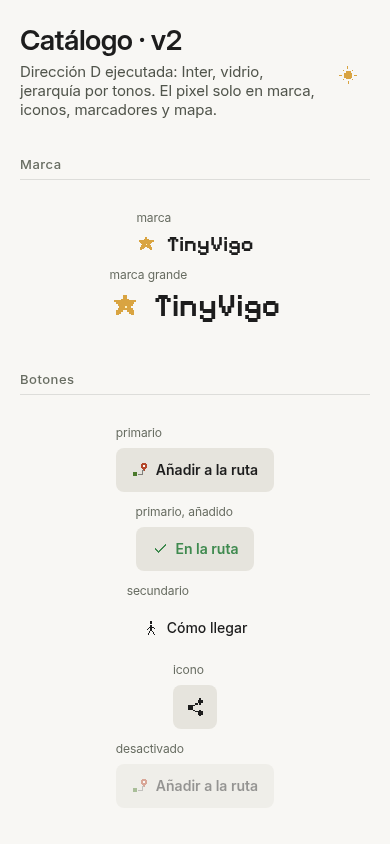 Catálogo · v2
Dirección D ejecutada: Inter, vidrio,
jerarquía por tonos. El pixel solo en marca,
iconos, marcadores y mapa.
Marca
marca
TinyVigo
marca grande
TinyVigo
Botones
primario
Añadir a la ruta
primario, añadido
En la ruta
secundario
Cómo llegar
icono
desactivado
Añadir a la ruta